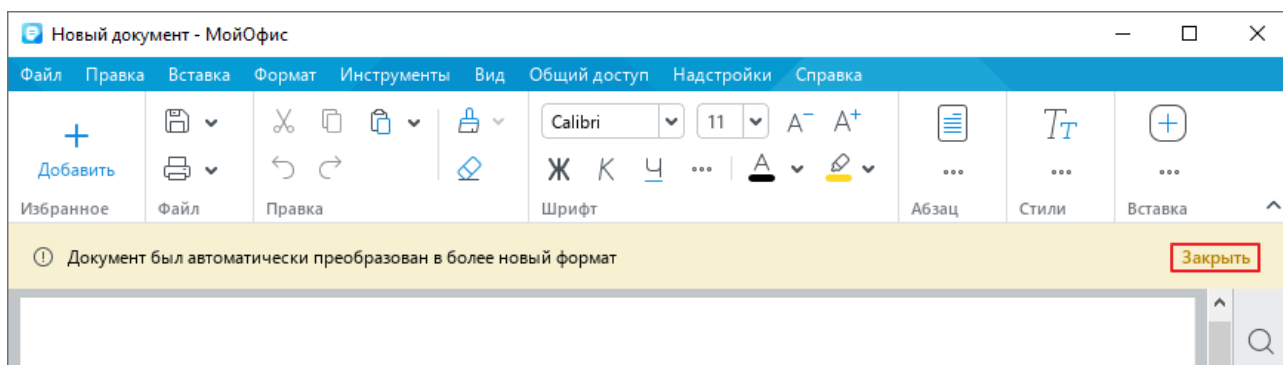 Новый документ - МойОфис
Файл Правка Вставка Формат Инструменты Вид Общий доступ Надстройки Справка
Calibri 11 A− A+ Тт
Добавить Ж К Ч A
Избранное Файл Правка Шрифт Абзац Стили Вставка
Документ был автоматически преобразован в более новый формат Закрыть